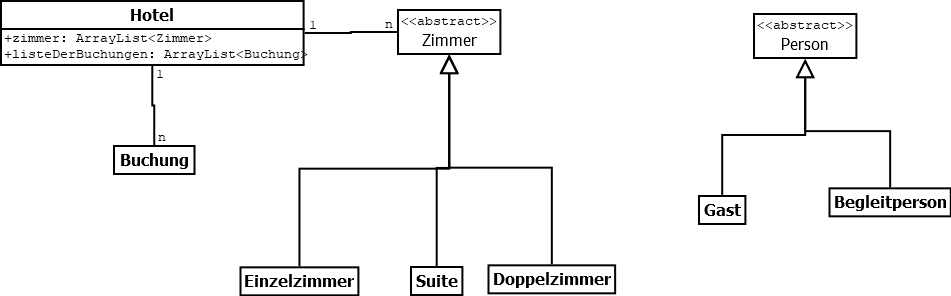 Hotel
+zimmer: ArrayList<Zimmer>
+listeDerBuchungen: ArrayList<Buchung>
1
n
<<abstract>>
Zimmer
<<abstract>>
Person
1
n
Buchung
Gast
Begleitperson
Einzelzimmer
Suite
Doppelzimmer